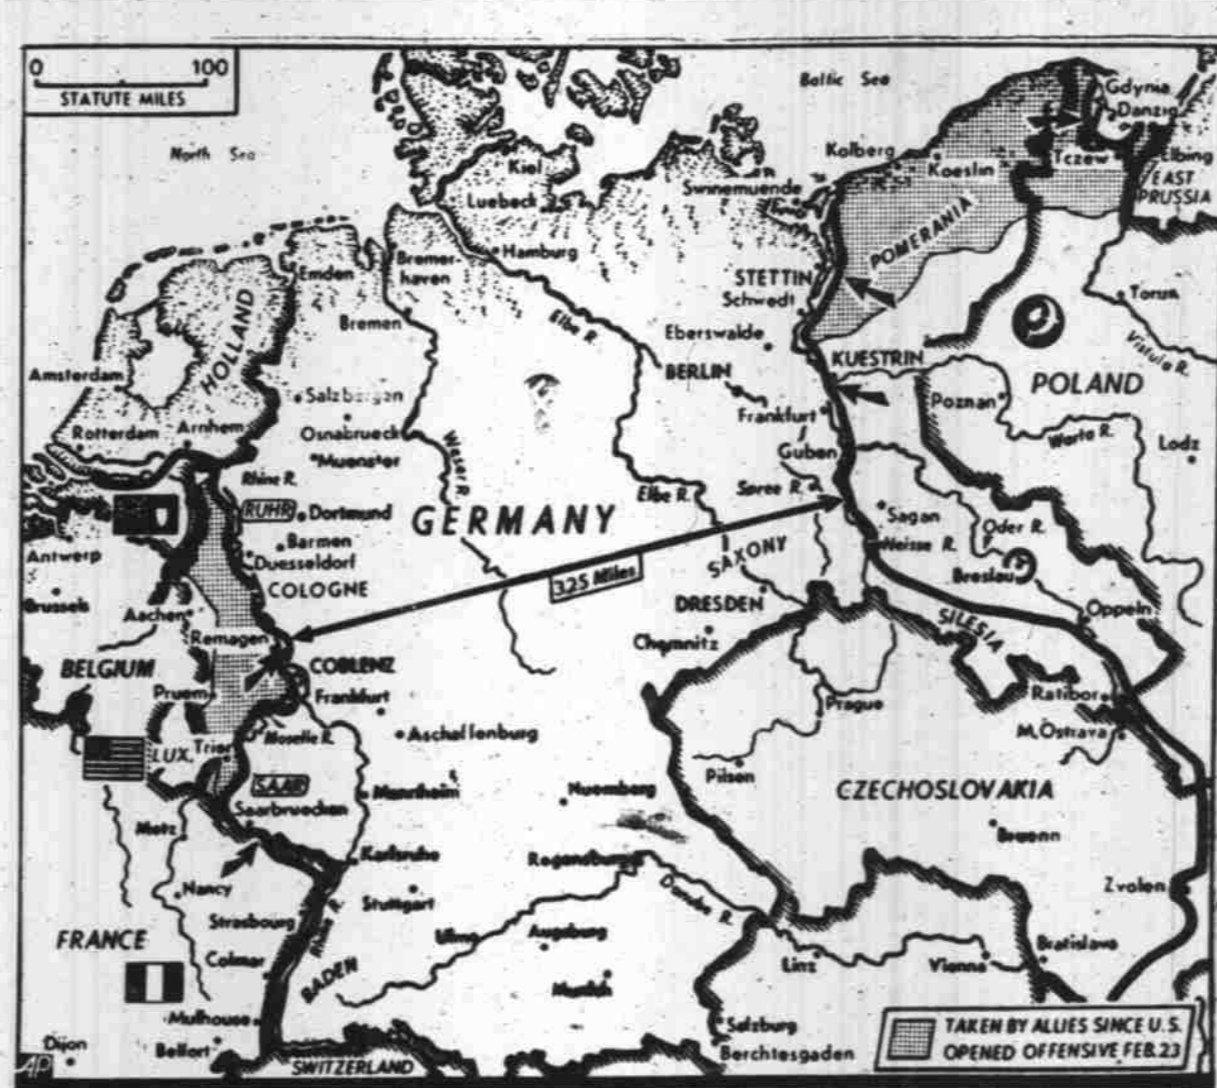 0 100
STATUTE MILES
North Sea
Baltic Sea
Gdynia
Danzig
Kolberg
Koeslin
Tczew
Elbing
EAST
PRUSSIA
Kiel
Luebeck
Swinemuende
POMERANIA
Hamburg
Emden
Bremer-
haven
STETTIN
Schwedt
Torun
HOLLAND
Bremen
Elbe R.
Eberswalde
Vistula R.
KUESTRIN
BERLIN
POLAND
Amsterdam
Salzbergen
Frankfurt
Poznan
Rotterdam
Arnhem
Osnabrueck
Muenster
Weser R.
Guben
Warta R.
Lodz
Rhine R.
Elbe R.
Spree R.
RUHR
Dortmund
GERMANY
Sagan
Oder R.
Antwerp
Barmen
Duesseldorf
Neisse R.
SAXONY
325 Miles
Breslau
COLOGNE
Brussels
Aachen
DRESDEN
Oppeln
Remagen
Chemnitz
SILESIA
BELGIUM
COBLENZ
Pruem
Frankfurt
Ratibor
Prague
Moselle R.
Aschaffenburg
M. Ostrava
LUX.
Trier
SAAR
Pilsen
Mannheim
Nuernberg
CZECHOSLOVAKIA
Saarbruecken
Metz
Bruenn
Karlsruhe
Regensburg
Nancy
Stuttgart
Danube R.
Zvolen
Strasbourg
Rhine R.
FRANCE
Ulm
Augsburg
Colmar
BADEN
Linz
Vienna
Bratislava
Munich
Mulhouse
Salzburg
Dijon
Belfort
Berchtesgaden
AP
SWITZERLAND
TAKEN BY ALLIES SINCE U.S.
OPENED OFFENSIVE FEB. 23